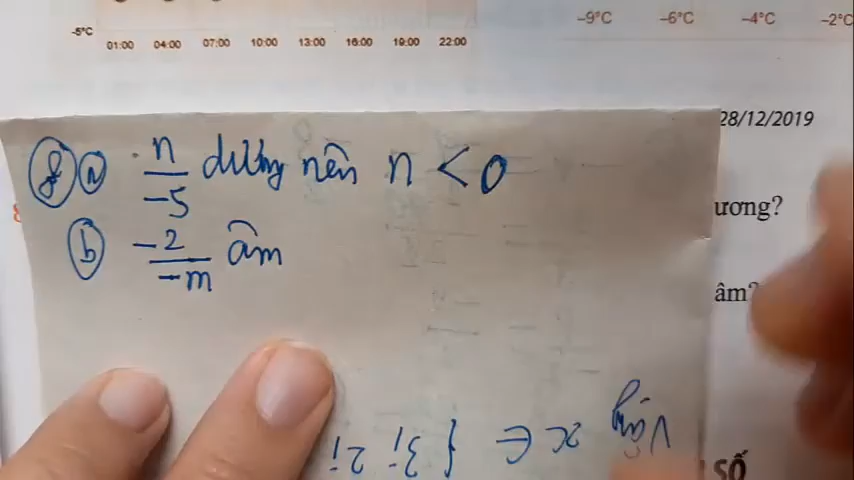 -9°C -6°C -4°C -2°C
-5°C
01:00 04:00 07:00 10:00 13:00 16:00 19:00 22:00
28/12/2019
8 a n/-5 dương nên n < 0
ương?
b -2/-m âm
âm?
Vậy x ∈ { 3; 2;
SỐ